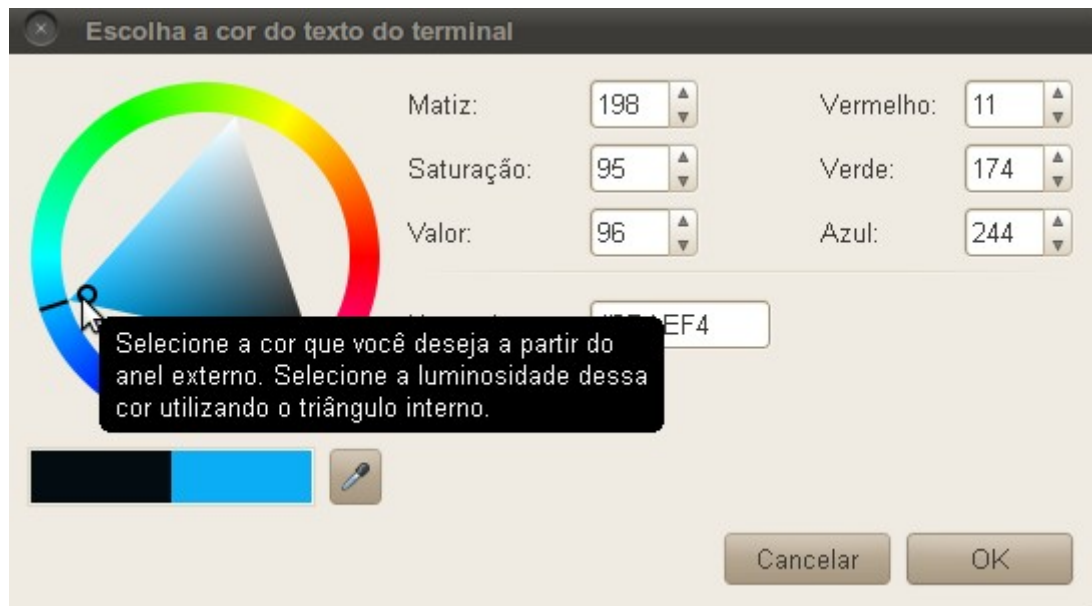 Escolha a cor do texto do terminal
Matiz: 198 Vermelho: 11
Saturação: 95 Verde: 174
Valor: 96 Azul: 244
EF4
Selecione a cor que você deseja a partir do
anel externo. Selecione a luminosidade dessa
cor utilizando o triângulo interno.
Cancelar OK